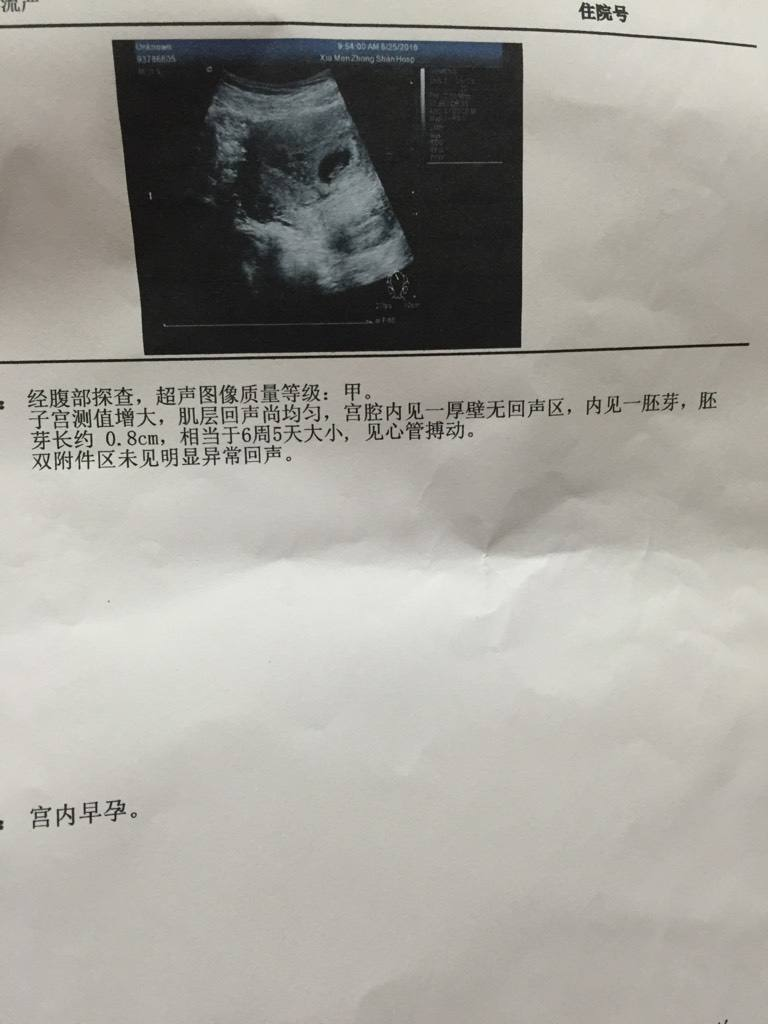 流产
住院号
Unknown
9:54:00 AM 6/25/2016
93786605
Xia Men Zhong Shan Hosp
经腹部探查，超声图像质量等级：甲。
子宫测值增大，肌层回声尚均匀，宫腔内见一厚壁无回声区，内见一胚芽，胚
芽长约 0.8cm，相当于6周5天大小，见心管搏动。
双附件区未见明显异常回声。
宫内早孕。